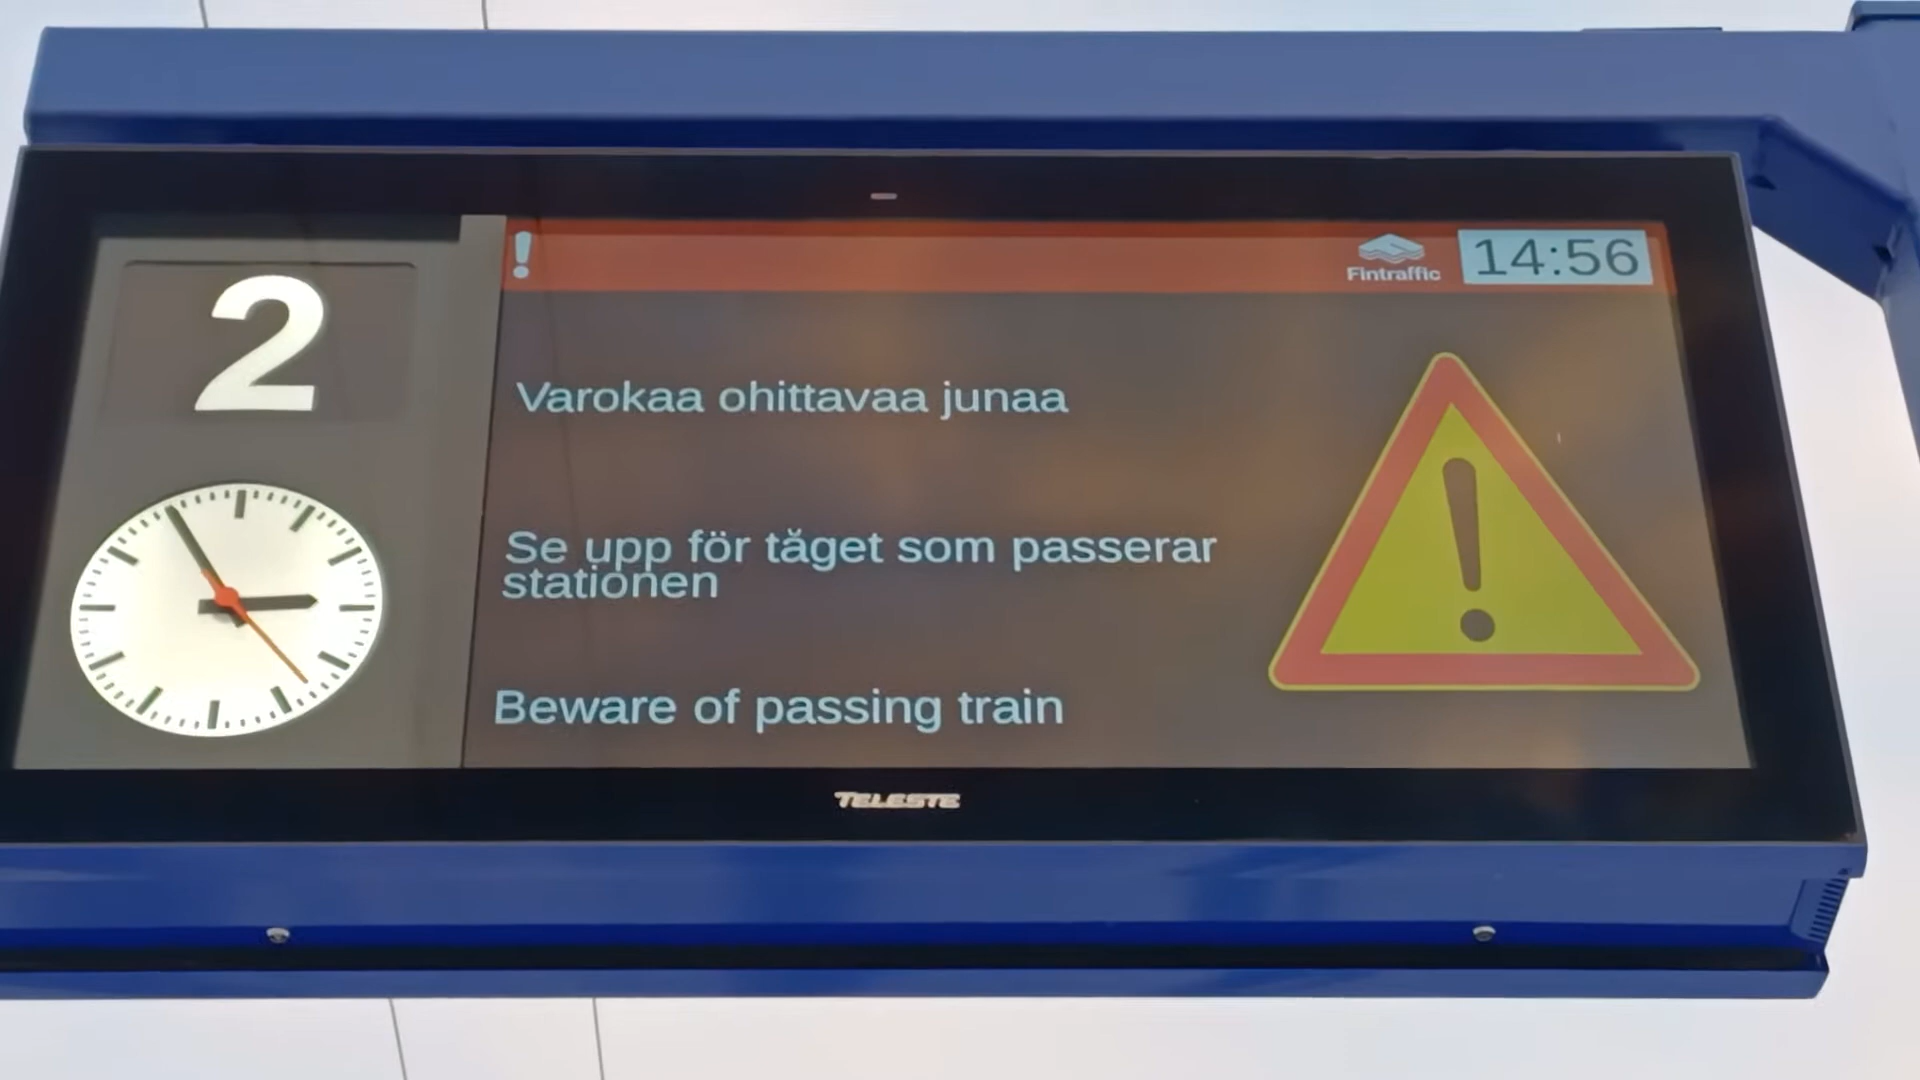 2
!
Fintraffic
14:56
Varokaa ohittavaa junaa
Se upp för tåget som passerar
stationen
Beware of passing train
!
TELESTE